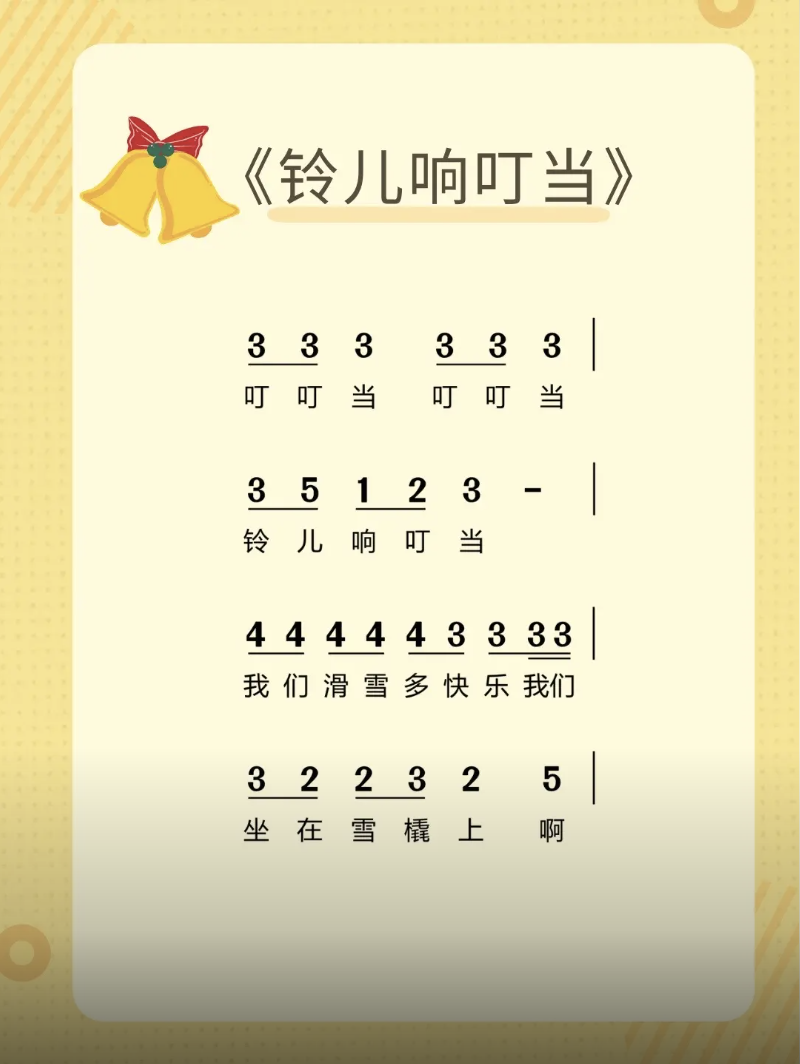 《铃儿响叮当》
3 3 3 3 3 3 |
叮 叮 当 叮 叮 当
3 5 1 2 3 - |
铃 儿 响 叮 当
4 4 4 4 4 3 3 3 3 |
我 们 滑 雪 多 快 乐 我们
3 2 2 3 2 5 |
坐 在 雪 橇 上 啊